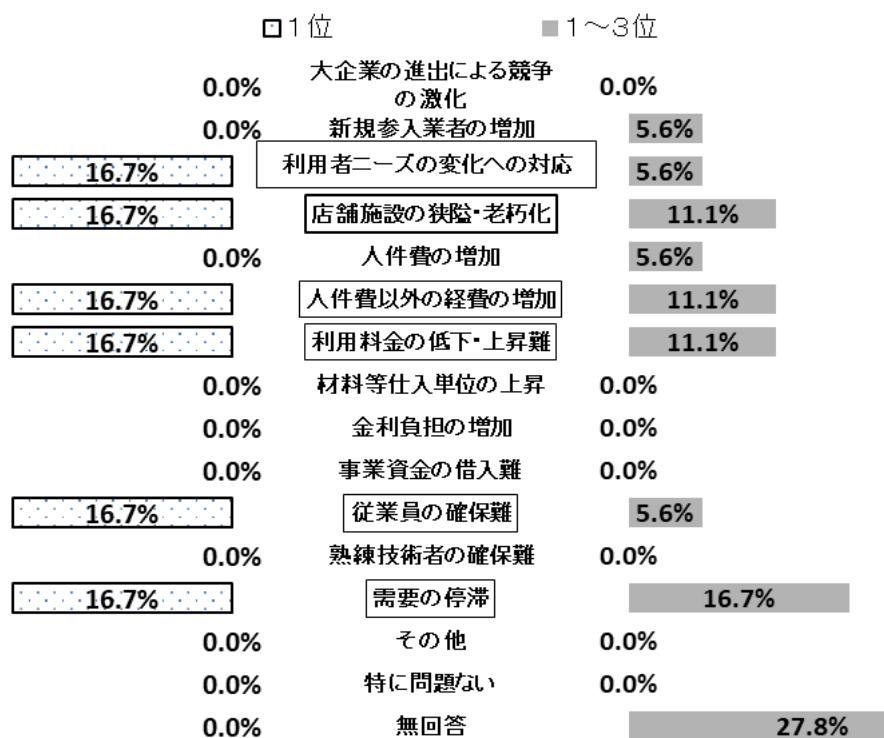 １位 1～3位
0.0% 大企業の進出による競争 0.0%
の激化
0.0% 新規参入業者の増加 5.6%
16.7% 利用者ニーズの変化への対応 5.6%
16.7% 店舗施設の狭隘・老朽化 11.1%
0.0% 人件費の増加 5.6%
16.7% 人件費以外の経費の増加 11.1%
16.7% 利用料金の低下・上昇難 11.1%
0.0% 材料等仕入単位の上昇 0.0%
0.0% 金利負担の増加 0.0%
0.0% 事業資金の借入難 0.0%
16.7% 従業員の確保難 5.6%
0.0% 熟練技術者の確保難 0.0%
16.7% 需要の停滞 16.7%
0.0% その他 0.0%
0.0% 特に問題ない 0.0%
0.0% 無回答 27.8%